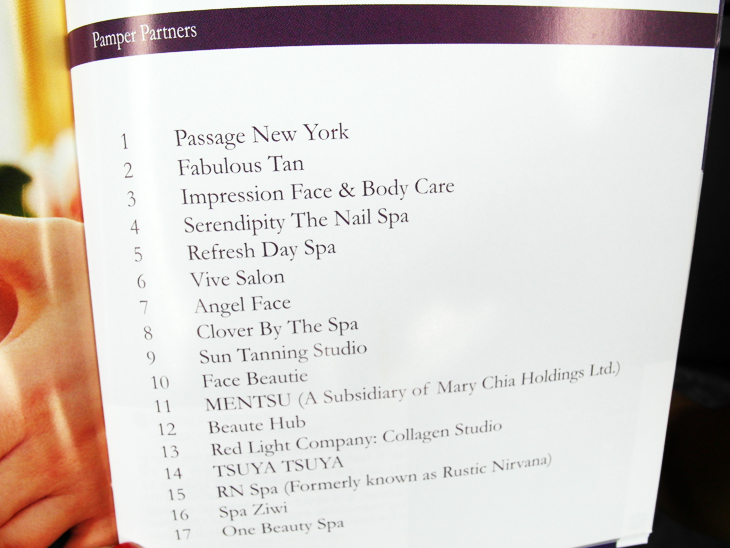 Pamper Partners
1 Passage New York
2 Fabulous Tan
3 Impression Face & Body Care
4 Serendipity The Nail Spa
5 Refresh Day Spa
6 Vive Salon
7 Angel Face
8 Clover By The Spa
9 Sun Tanning Studio
10 Face Beautie
11 MENTSU (A Subsidiary of Mary Chia Holdings Ltd.)
12 Beaute Hub
13 Red Light Company: Collagen Studio
14 TSUYA TSUYA
15 RN Spa (Formerly known as Rustic Nirvana)
16 Spa Ziwi
17 One Beauty Spa